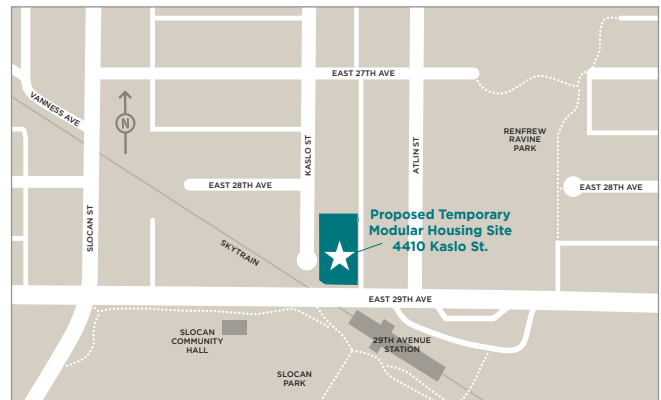 EAST 27TH AVE
VANNESS AVE
N
RENFREW
RAVINE
PARK
KASLO ST
ATLIN ST
EAST 28TH AVE
EAST 28TH AVE
SLOCAN ST
Proposed Temporary
Modular Housing Site
4410 Kaslo St.
SKYTRAIN
EAST 29TH AVE
SLOCAN
COMMUNITY
HALL
29TH AVENUE
STATION
SLOCAN
PARK